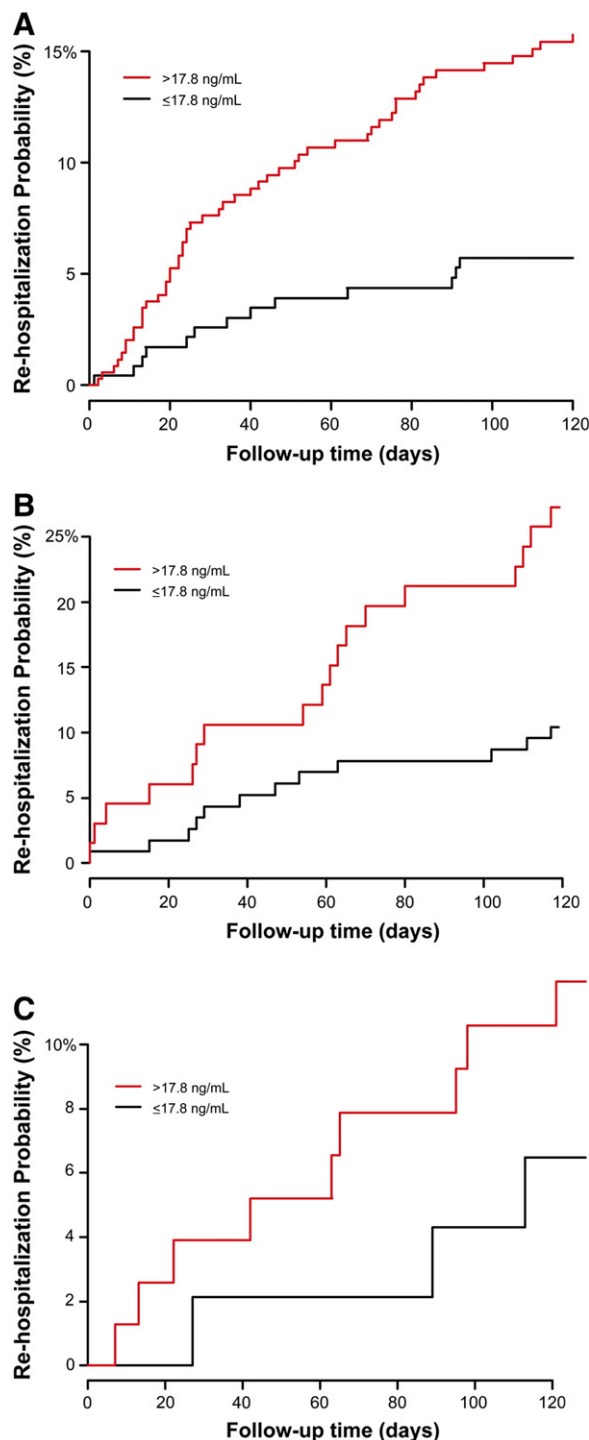 A
Re-hospitalization Probability (%)
15%
10
5
0
>17.8 ng/mL
≤17.8 ng/mL
0 20 40 60 80 100 120
Follow-up time (days)
B
Re-hospitalization Probability (%)
25%
20
15
10
5
0
>17.8 ng/mL
≤17.8 ng/mL
0 20 40 60 80 100 120
Follow-up time (days)
C
Re-hospitalization Probability (%)
10%
8
6
4
2
0
>17.8 ng/mL
≤17.8 ng/mL
0 20 40 60 80 100 120
Follow-up time (days)